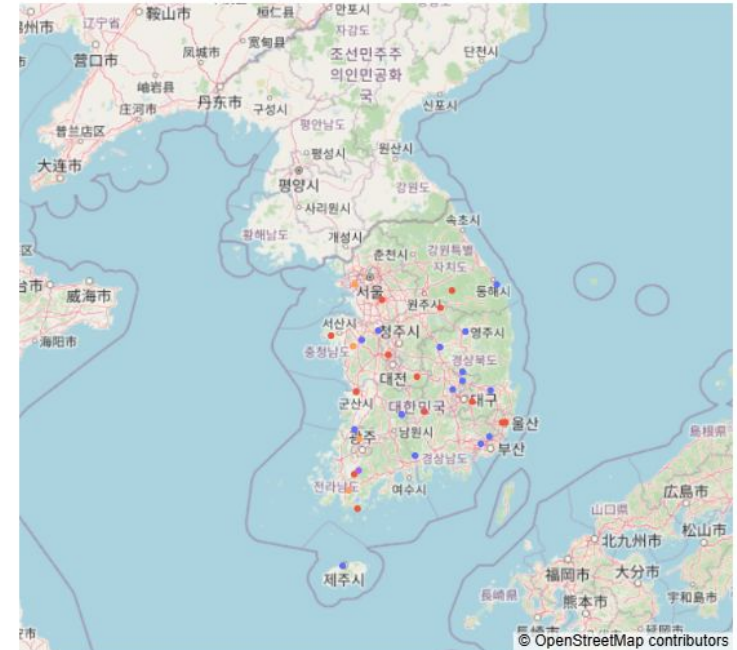 鞍山市
桓仁县
안포시
辽宁省
자강도
宽甸县
조선민주주
의인민공화
국
단천시
营口市
凤城市
岫岩县
丹东市
구성시
신포시
庄河市
普兰店区
평안남도
평성시
원산시
大连市
평양시
강원도
사리원시
속초시
황해남도
개성시
춘천시
강원특별
자치도
서울
원주시
동해시
威海市
서산시
청주시
영주시
海阳市
충청남도
경상북도
대전
군산시
대한민국
대구
울산
광주
남원시
경상남도
부산
島根県
전라남도
여수시
広島市
山口県
松山市
北九州市
제주시
福岡市
大分市
長崎県
熊本市
宇和島市
© OpenStreetMap contributors